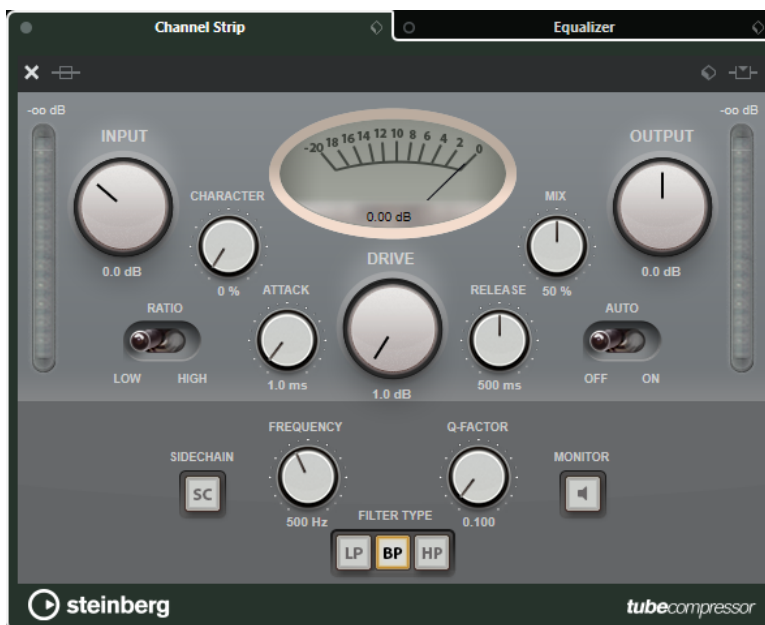 Channel Strip
Equalizer
-oo dB
-oo dB
INPUT
OUTPUT
-20 18 16 14 12 10 8 6 4 2 0
0.00 dB
CHARACTER
MIX
0.0 dB
0.0 dB
DRIVE
0 %
ATTACK
RELEASE
50 %
RATIO
AUTO
LOW HIGH
1.0 ms
1.0 dB
500 ms
OFF ON
FREQUENCY
Q-FACTOR
SIDECHAIN
MONITOR
SC
500 Hz
FILTER TYPE
0.100
LP BP HP
steinberg
tubecompressor